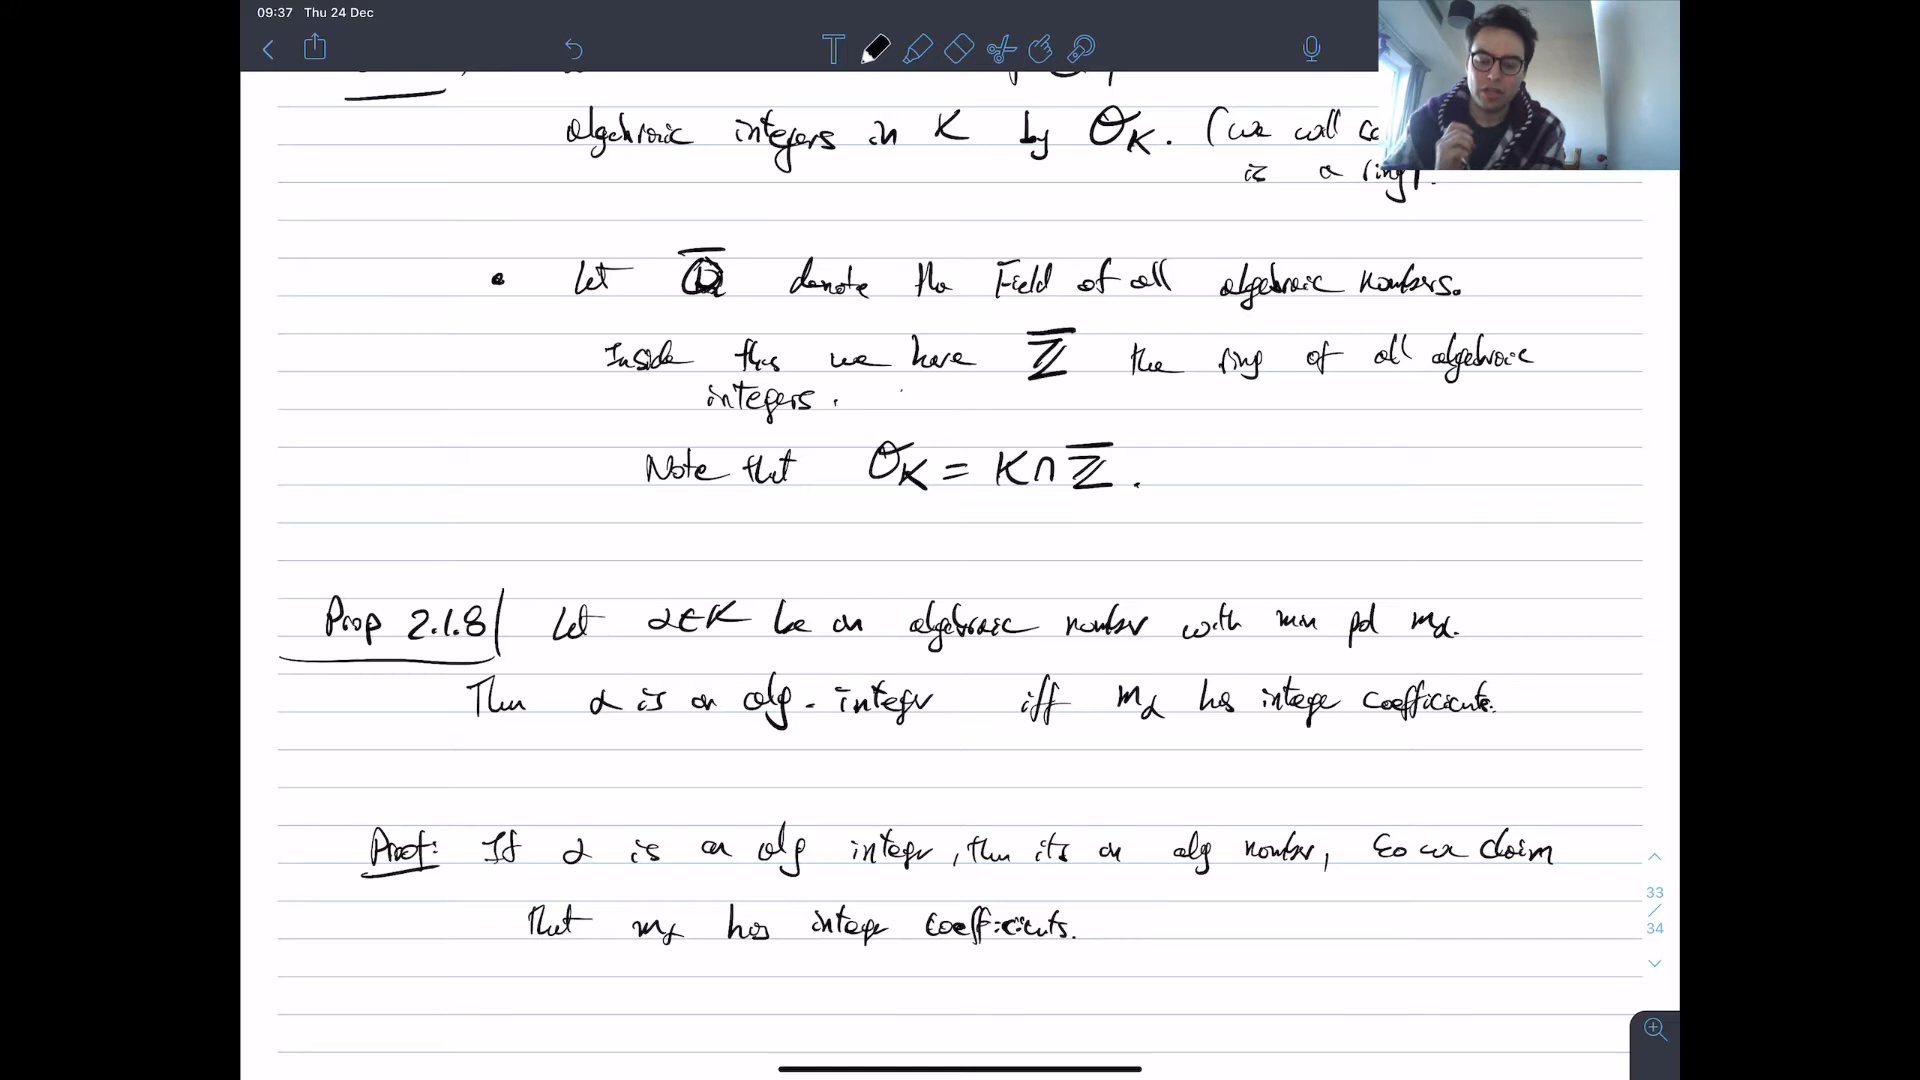 09:37 Thu 24 Dec
T
algebraic integers in K by 𝒪_K. (we will
is a ring).
• Let Q̅ denote the Field of all algebraic numbers.
Inside this we have Z̅ the ring of all algebraic
integers.
Note that 𝒪_K = K ∩ Z̅.
Prop 2.1.8 Let α ∈ K be an algebraic number with min pol m_α.
Then α is an alg. integer iff m_α has integer coefficients.
Proof: If α is an alg integer, then its an alg number, so we claim
That m_α has integer coefficients.
33
/
34